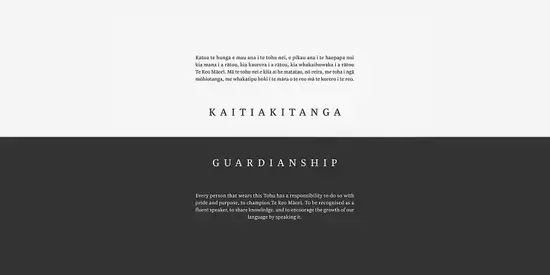 Katoa te hunga e mau ana i te tohu nei, e pikau ana i te haepapa nui
kia mana i a rātou, kia kaurera i a rātou, kia whakaihuwaka i a rātou
Te Reo Māori. Mā te tohu nei e kīia ai he matatau, nō reira, me toha i ngā
mōhiotanga, me whakatipu hoki i te māra o te reo mā te kōrero i te reo.
KAITIAKITANGA
GUARDIANSHIP
Every person that wears this Tohu has a responsibility to do so with
pride and purpose, to champion Te Reo Māori. To be recognised as a
fluent speaker, to share knowledge, and to encourage the growth of our
language by speaking it.